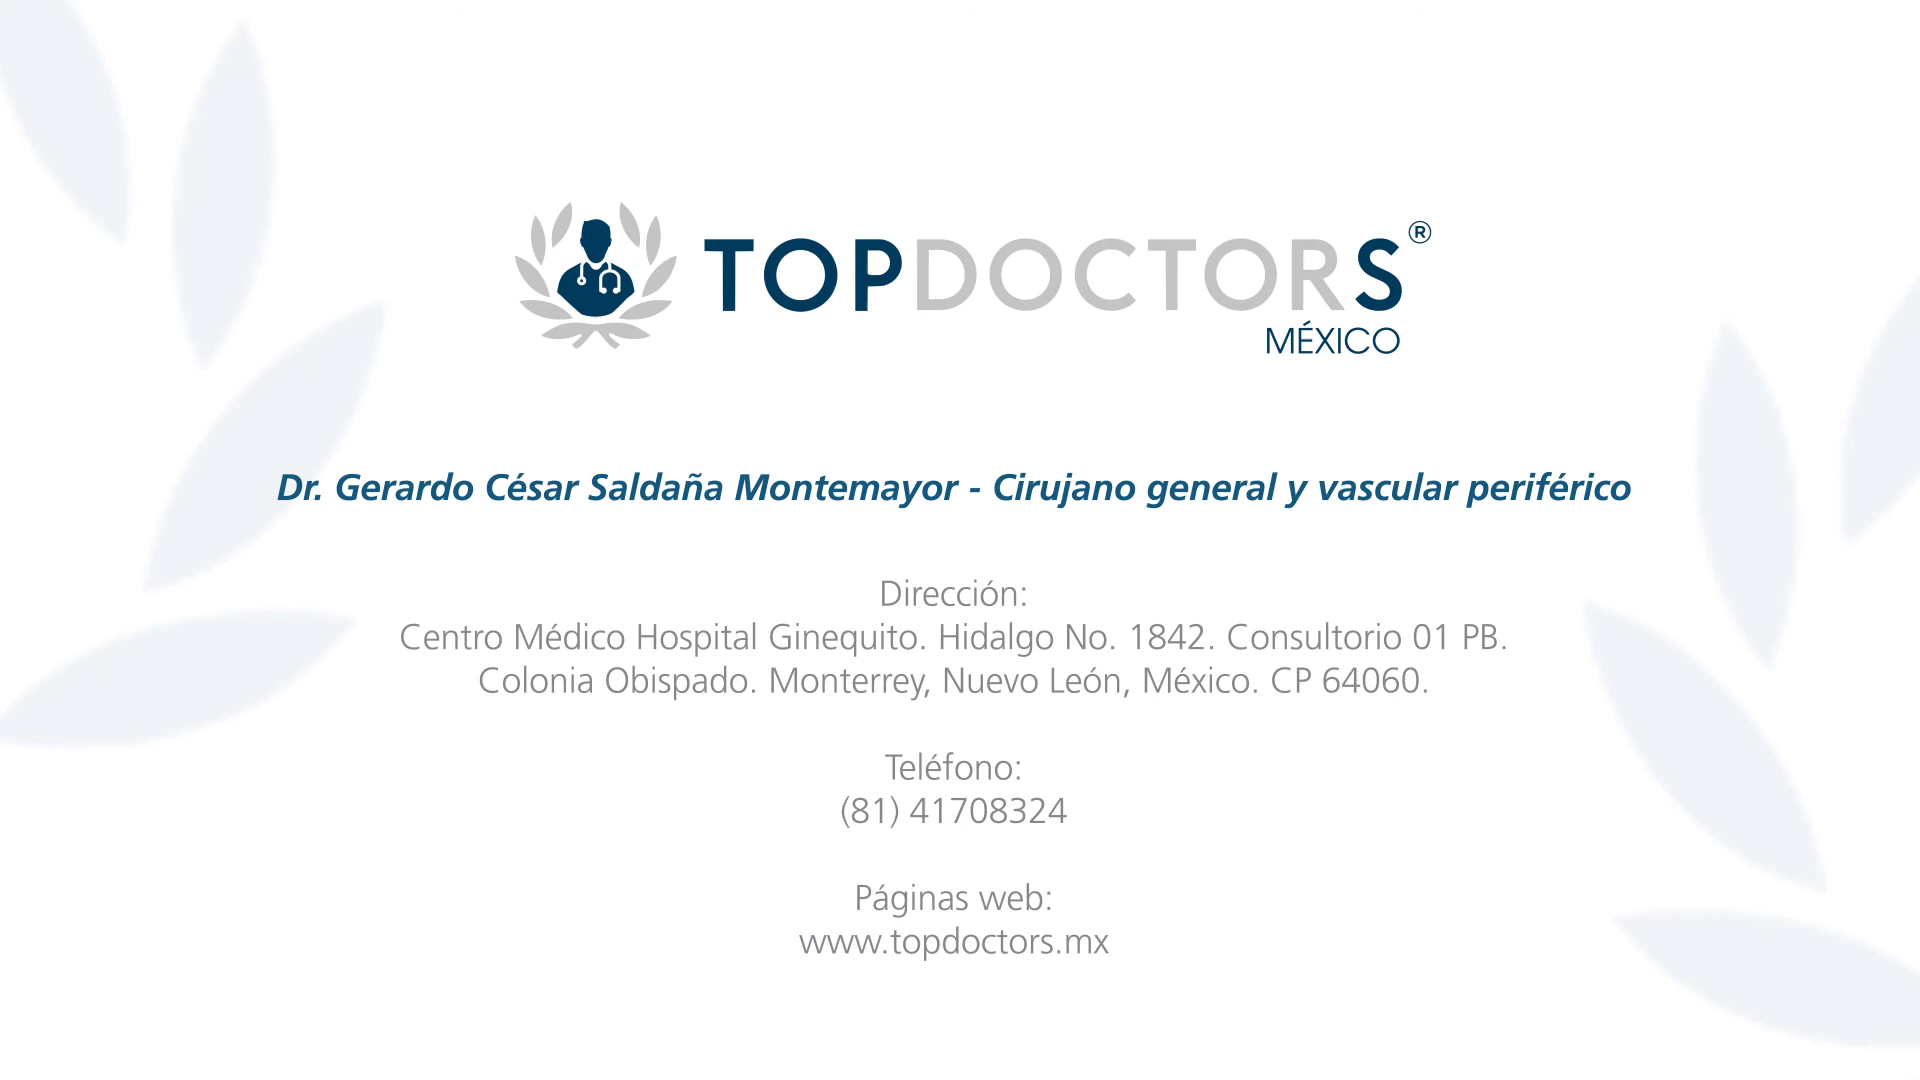 TOPDOCTORS®
MÉXICO
Dr. Gerardo César Saldaña Montemayor - Cirujano general y vascular periférico
Dirección:
Centro Médico Hospital Ginequito. Hidalgo No. 1842. Consultorio 01 PB.
Colonia Obispado. Monterrey, Nuevo León, México. CP 64060.
Teléfono:
(81) 41708324
Páginas web:
www.topdoctors.mx